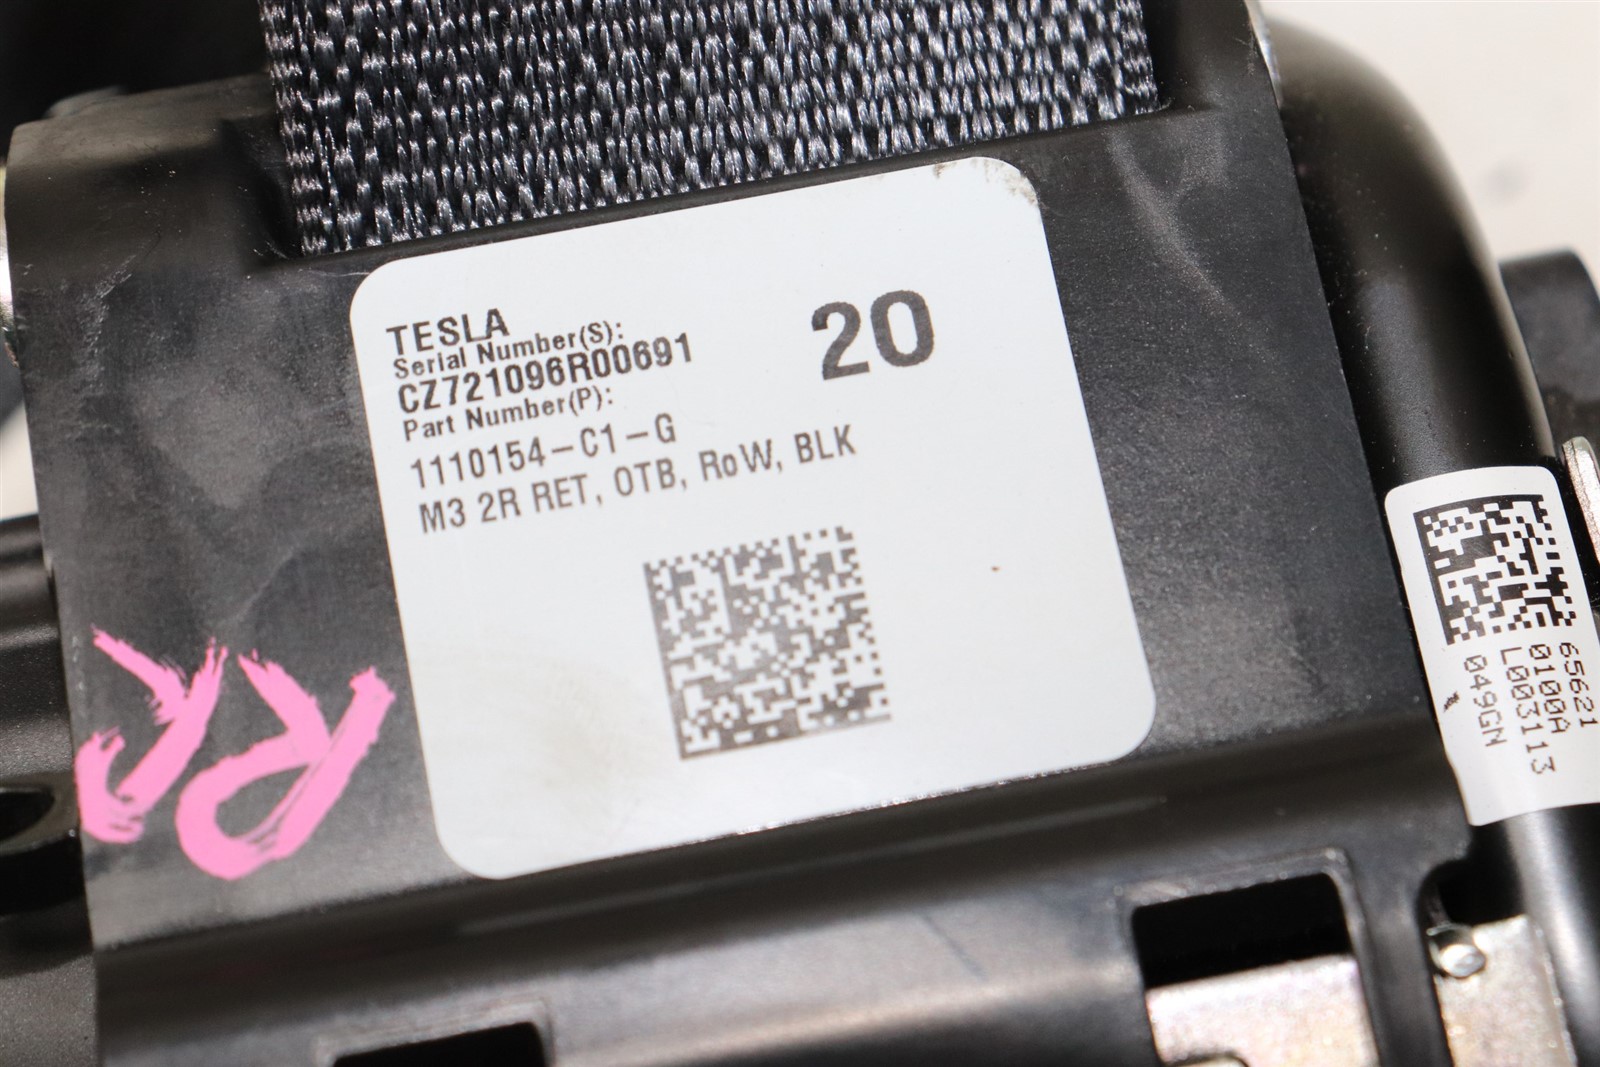 TESLA
Serial Number(S):
CZ721096R00691
Part Number(P):
1110154-C1-G
M3 2R RET, OTB, RoW, BLK
20
RR
65621
0100A
L0031113
049GN